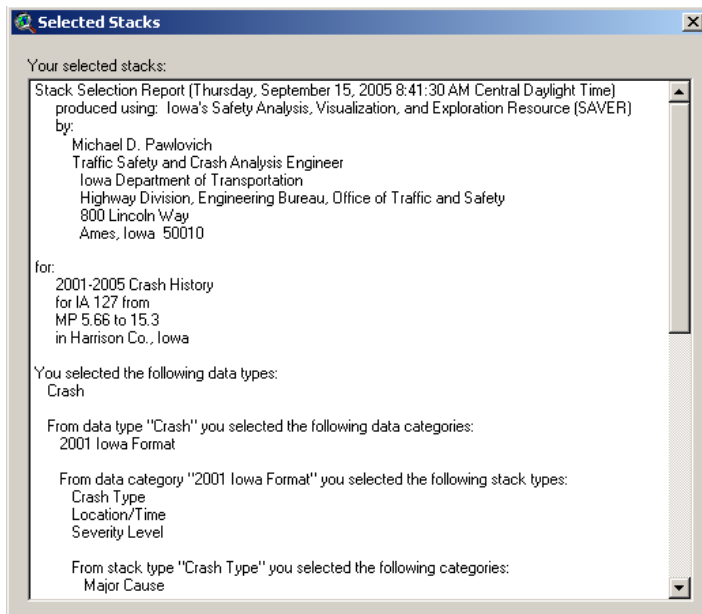 Selected Stacks
Your selected stacks:
Stack Selection Report (Thursday, September 15, 2005 8:41:30 AM Central Daylight Time)
produced using: Iowa's Safety Analysis, Visualization, and Exploration Resource (SAVER)
by:
Michael D. Pawlovich
Traffic Safety and Crash Analysis Engineer
Iowa Department of Transportation
Highway Division, Engineering Bureau, Office of Traffic and Safety
800 Lincoln Way
Ames, Iowa 50010
for:
2001-2005 Crash History
for IA 127 from
MP 5.66 to 15.3
in Harrison Co., Iowa
You selected the following data types:
Crash
From data type "Crash" you selected the following data categories:
2001 Iowa Format
From data category "2001 Iowa Format" you selected the following stack types:
Crash Type
Location/Time
Severity Level
From stack type "Crash Type" you selected the following categories:
Major Cause